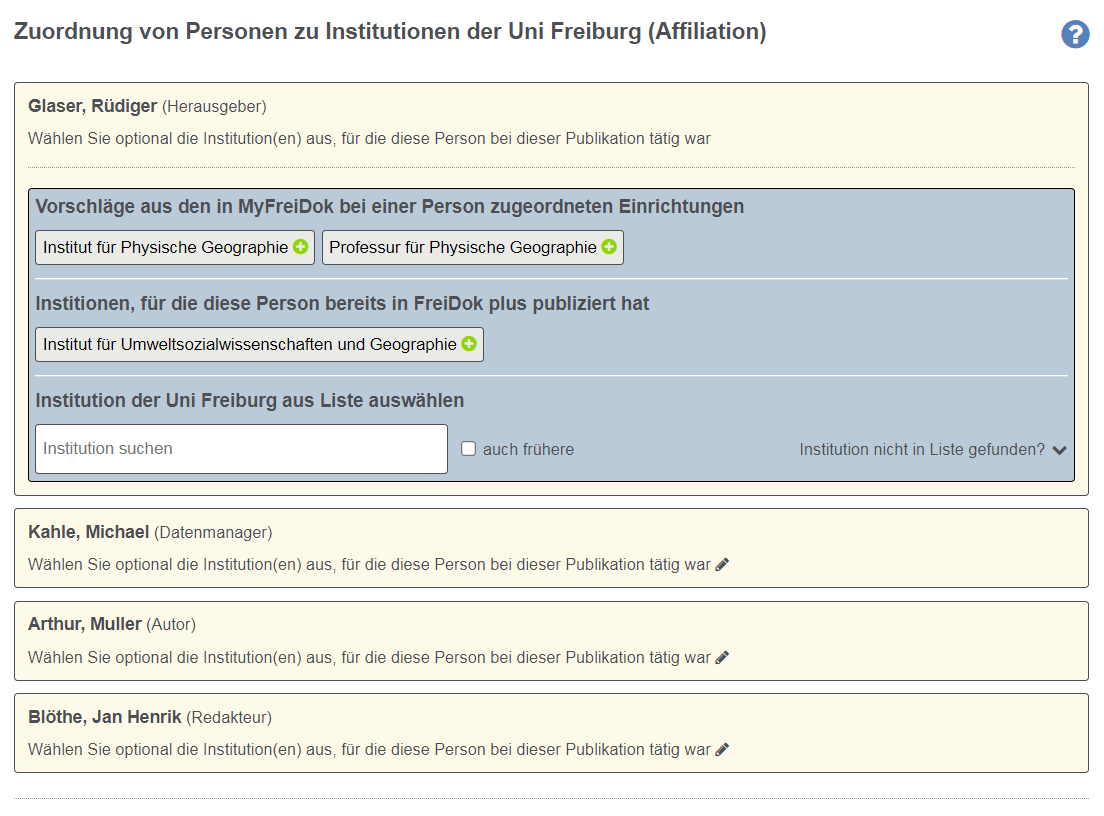 Zuordnung von Personen zu Institutionen der Uni Freiburg (Affiliation)
?
Glaser, Rüdiger (Herausgeber)
Wählen Sie optional die Institution(en) aus, für die diese Person bei dieser Publikation tätig war
Vorschläge aus den in MyFreiDok bei einer Person zugeordneten Einrichtungen
Institut für Physische Geographie Professur für Physische Geographie
Institionen, für die diese Person bereits in FreiDok plus publiziert hat
Institut für Umweltsozialwissenschaften und Geographie
Institution der Uni Freiburg aus Liste auswählen
Institution suchen auch frühere Institution nicht in Liste gefunden?
Kahle, Michael (Datenmanager)
Wählen Sie optional die Institution(en) aus, für die diese Person bei dieser Publikation tätig war
Arthur, Muller (Autor)
Wählen Sie optional die Institution(en) aus, für die diese Person bei dieser Publikation tätig war
Blöthe, Jan Henrik (Redakteur)
Wählen Sie optional die Institution(en) aus, für die diese Person bei dieser Publikation tätig war